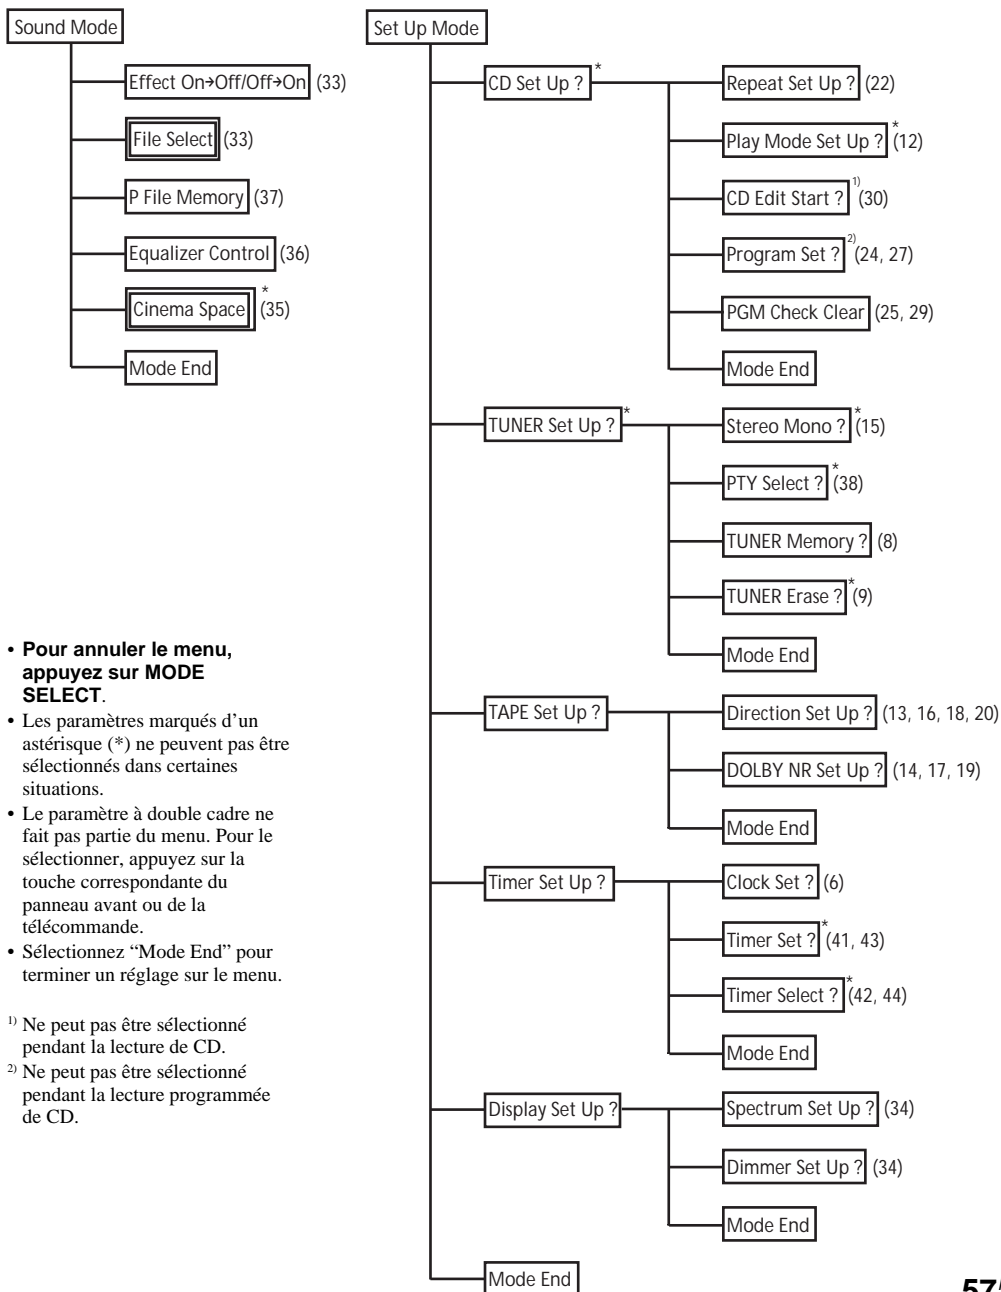 Sound Mode
Effect On→Off/Off→On (33)
File Select (33)
P File Memory (37)
Equalizer Control (36)
Cinema Space * (35)
Mode End
Set Up Mode
CD Set Up ? *
Repeat Set Up ? (22)
Play Mode Set Up ? * (12)
CD Edit Start ? 1) (30)
Program Set ? 2) (24, 27)
PGM Check Clear (25, 29)
Mode End
TUNER Set Up ? *
Stereo Mono ? * (15)
PTY Select ? * (38)
TUNER Memory ? (8)
TUNER Erase ? * (9)
Mode End
TAPE Set Up ?
Direction Set Up ? (13, 16, 18, 20)
DOLBY NR Set Up ? (14, 17, 19)
Mode End
Timer Set Up ?
Clock Set ? (6)
Timer Set ? * (41, 43)
Timer Select ? * (42, 44)
Mode End
Display Set Up ?
Spectrum Set Up ? (34)
Dimmer Set Up ? (34)
Mode End
Mode End
• Pour annuler le menu,
appuyez sur MODE
SELECT.
• Les paramètres marqués d'un
astérisque (*) ne peuvent pas être
sélectionnés dans certaines
situations.
• Le paramètre à double cadre ne
fait pas partie du menu. Pour le
sélectionner, appuyez sur la
touche correspondante du
panneau avant ou de la
télécommande.
• Sélectionnez “Mode End” pour
terminer un réglage sur le menu.
1) Ne peut pas être sélectionné
pendant la lecture de CD.
2) Ne peut pas être sélectionné
pendant la lecture programmée
de CD.
57